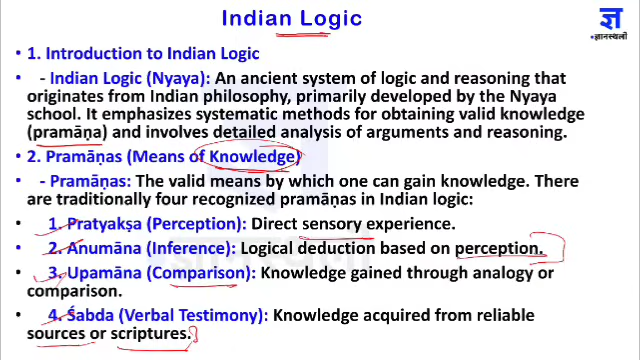 Indian Logic
ज्ञ
ज्ञानस्थली
• 1. Introduction to Indian Logic
• - Indian Logic (Nyaya): An ancient system of logic and reasoning that
originates from Indian philosophy, primarily developed by the Nyaya
school. It emphasizes systematic methods for obtaining valid knowledge
(pramāṇa) and involves detailed analysis of arguments and reasoning.
• 2. Pramāṇas (Means of Knowledge)
• - Pramāṇas: The valid means by which one can gain knowledge. There
are traditionally four recognized pramāṇas in Indian logic:
• 1. Pratyakṣa (Perception): Direct sensory experience.
• 2. Anumāna (Inference): Logical deduction based on perception.
• 3. Upamāna (Comparison): Knowledge gained through analogy or
comparison.
• 4. Śabda (Verbal Testimony): Knowledge acquired from reliable
sources or scriptures.